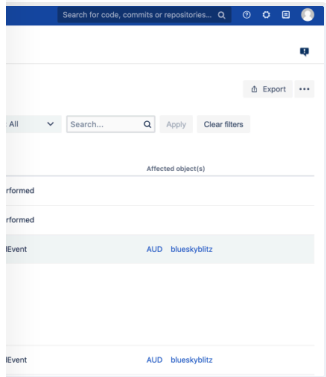 Search for code, commits or repositories...
Export
All Search... Apply Clear filters
Affected object(s)
rformed
rformed
lEvent AUD blueskyblitz
lEvent AUD blueskyblitz